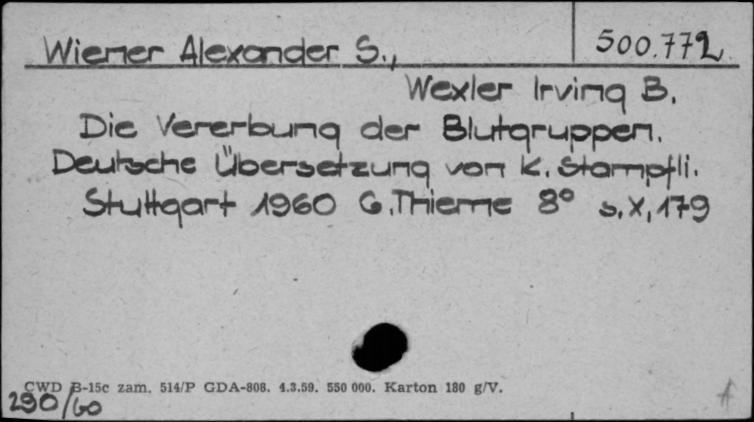 Wiener Alexander S., 500.772
Wexler Irving B.
Die Vererbung der Blutgruppen.
Deutsche Übersetzung von K. Stampfli.
Stuttgart 1960 G. Thieme 8° s. X, 179
CWD B-15c zam. 514/P GDA-808. 4.3.59. 550 000. Karton 180 g/V.
290/60